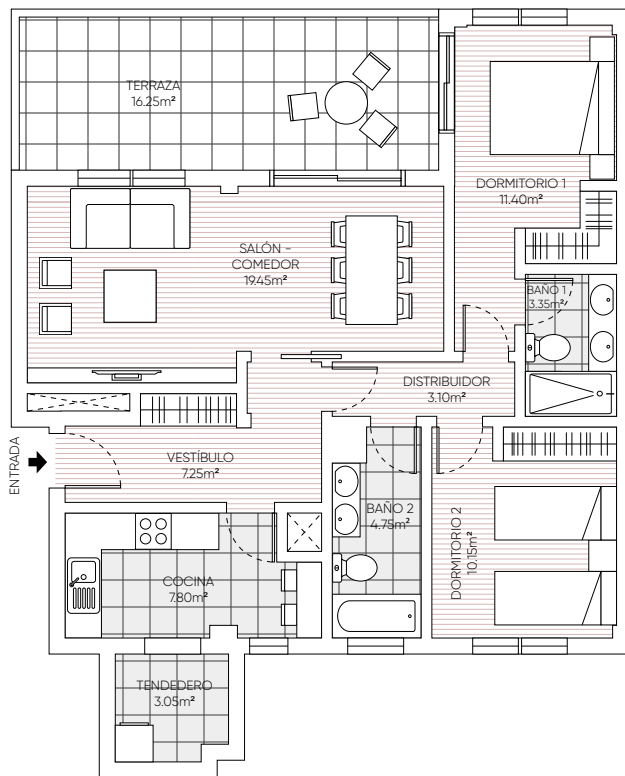 TERRAZA
16.25m²
DORMITORIO 1
11.40m²
SALÓN -
COMEDOR
19.45m²
BAÑO 1
3.35m²
DISTRIBUIDOR
3.10m²
ENTRADA
VESTÍBULO
7.25m²
BAÑO 2
4.75m²
DORMITORIO 2
10.15m²
COCINA
7.80m²
TENDEDERO
3.05m²